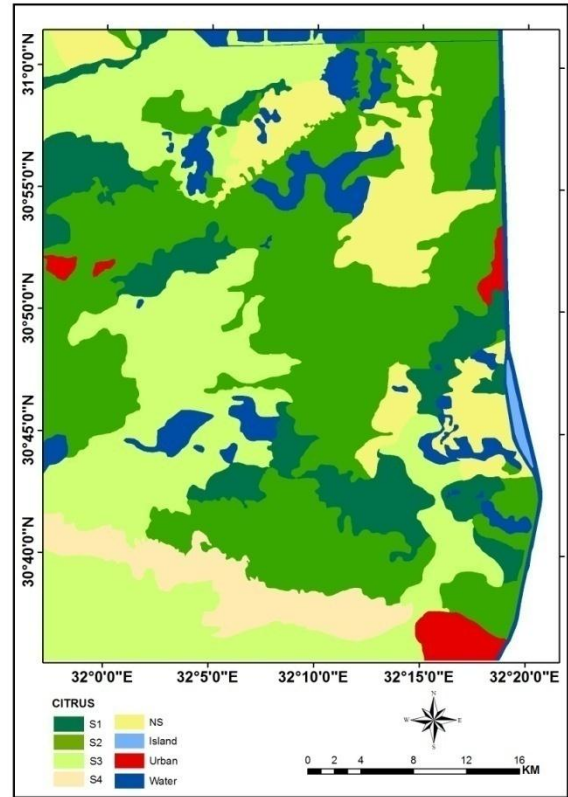 31°0'0"N
30°55'0"N
30°50'0"N
30°45'0"N
30°40'0"N
32°0'0"E 32°5'0"E 32°10'0"E 32°15'0"E 32°20'0"E
CITRUS
S1
S2
S3
S4
NS
Island
Urban
Water
N
W E
S
0 2 4 8 12 16
KM